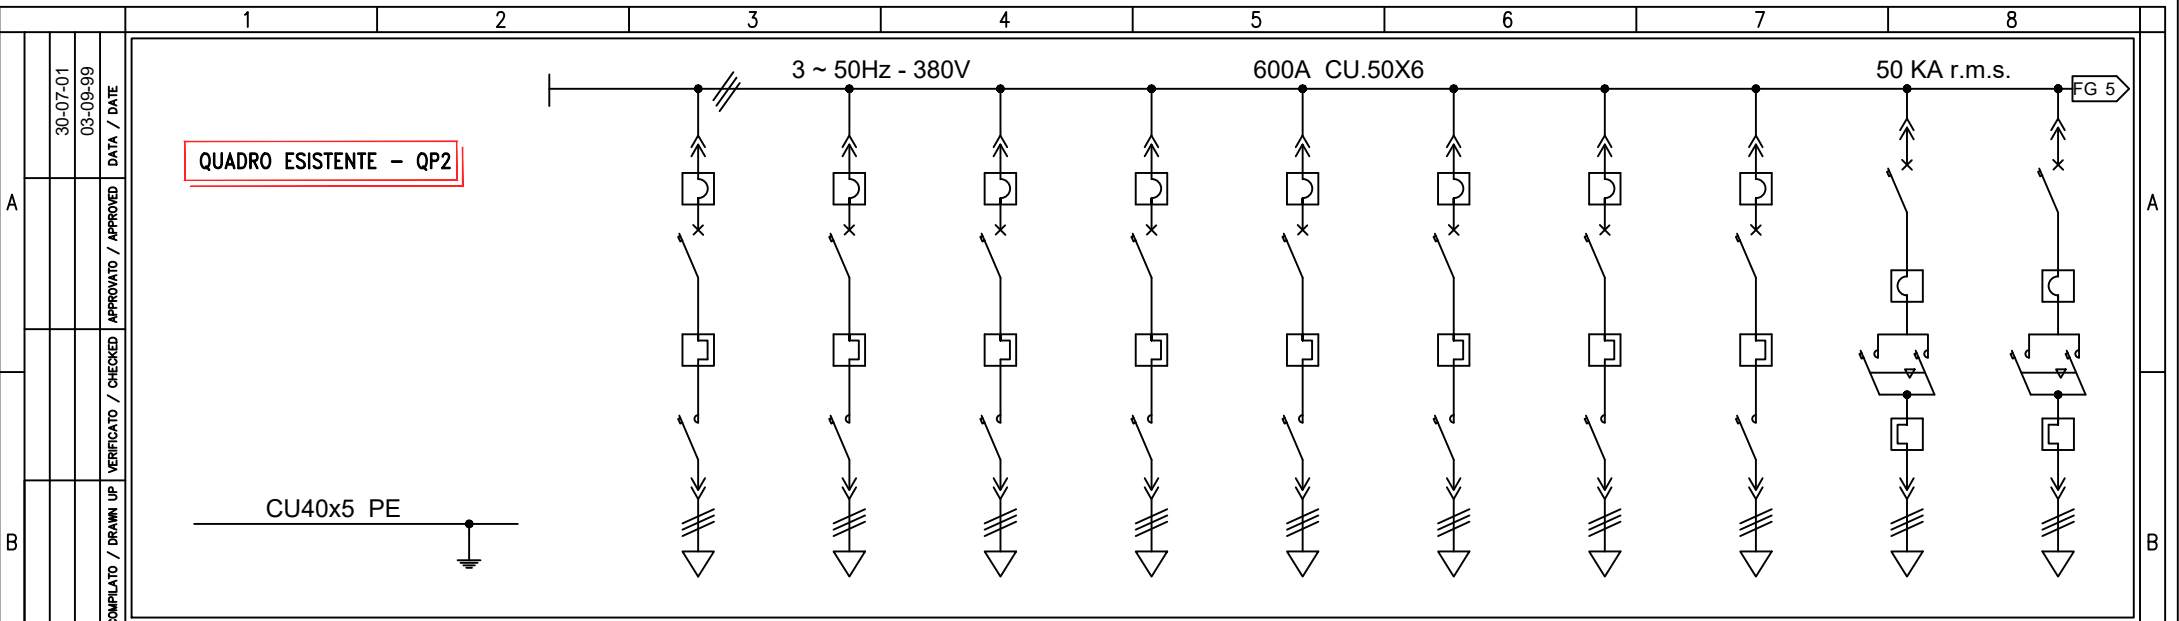 1 2 3 4 5 6 7 8
3 ~ 50Hz - 380V 600A CU.50X6 50 KA r.m.s.
FG 5
QUADRO ESISTENTE - QP2
CU40x5 PE
A
B
A
B
30-07-01
03-09-99
DATA / DATE
APPROVATO / APPROVED
VERIFICATO / CHECKED
COMPILATO / DRAWN UP